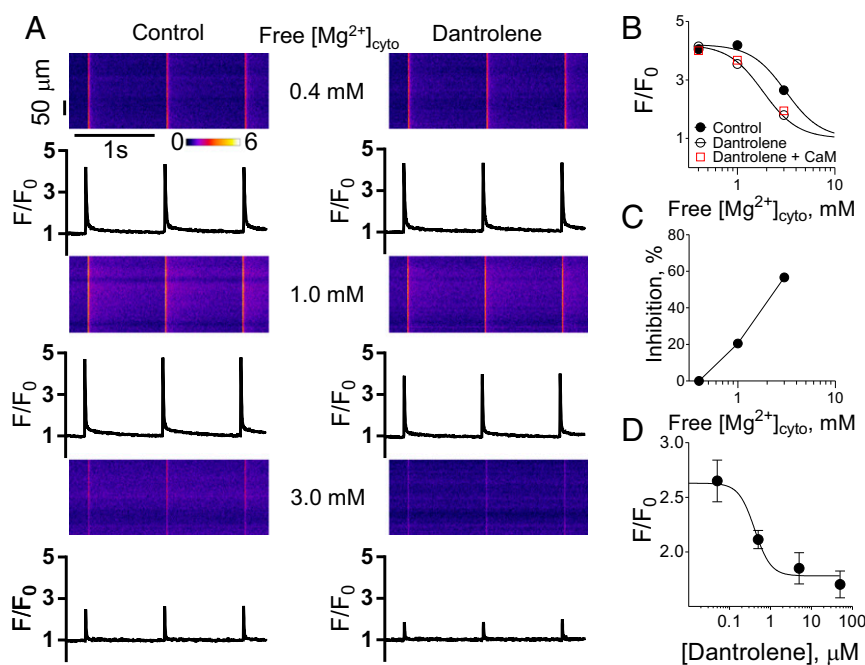 A
Control
Free [Mg2+]cyto
Dantrolene
50 μm
0.4 mM
1s
0
6
F/F0
5
3
1
5
3
1
1.0 mM
F/F0
5
3
1
5
3
1
3.0 mM
F/F0
5
3
1
5
3
1
B
F/F0
5
3
1
Control
Dantrolene
Dantrolene + CaM
1
10
Free [Mg2+]cyto, mM
C
Inhibition, %
80
60
40
20
0
1
10
Free [Mg2+]cyto, mM
D
F/F0
3.0
2.5
2.0
0.1
1
10
100
[Dantrolene], μM